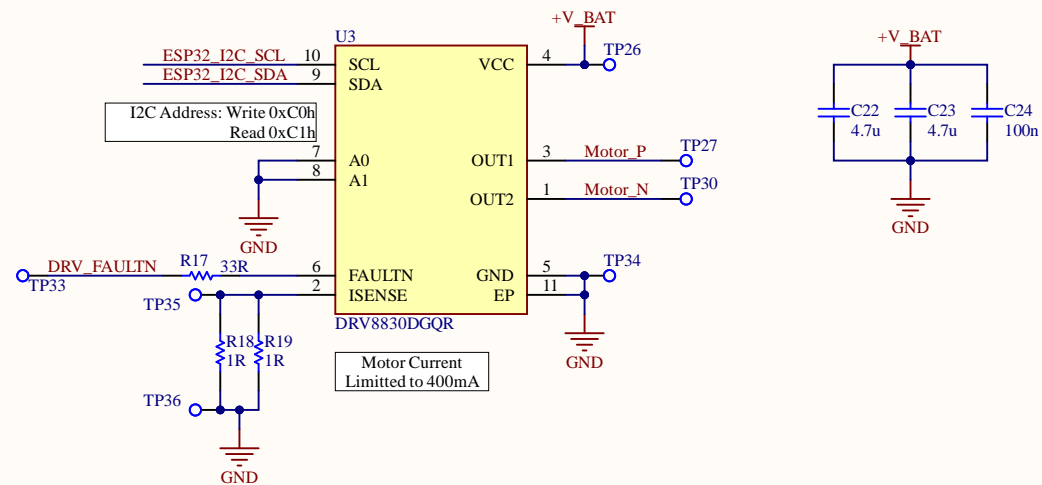 U3
+V_BAT
TP26
ESP32_I2C_SCL 10 SCL VCC 4
ESP32_I2C_SDA 9 SDA
I2C Address: Write 0xC0h
Read 0xC1h
7 A0 OUT1 3 Motor_P TP27
8 A1
OUT2 1 Motor_N TP30
GND
DRV_FAULTN R17 33R 6 FAULTN GND 5 TP34
TP33
TP35 2 ISENSE EP 11
DRV8830DGQR
R18 R19
1R 1R
GND
Motor Current
Limitted to 400mA
TP36
GND
+V_BAT
C22 C23 C24
4.7u 4.7u 100n
GND